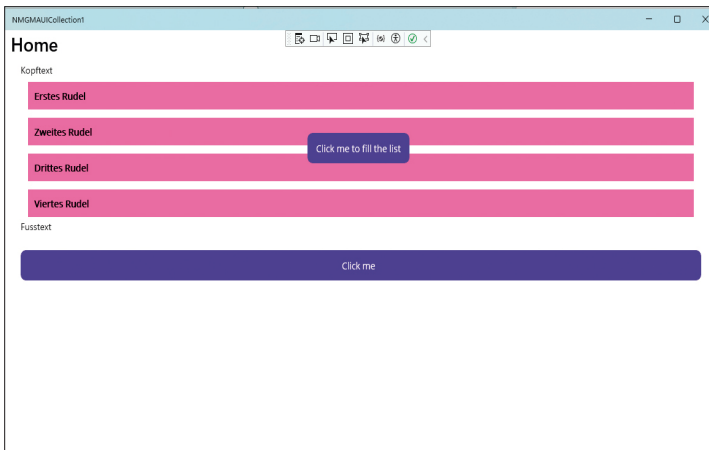 NMGMAUICollection1
Home
Kopftext
Erstes Rudel
Zweites Rudel
Click me to fill the list
Drittes Rudel
Viertes Rudel
Fusstext
Click me